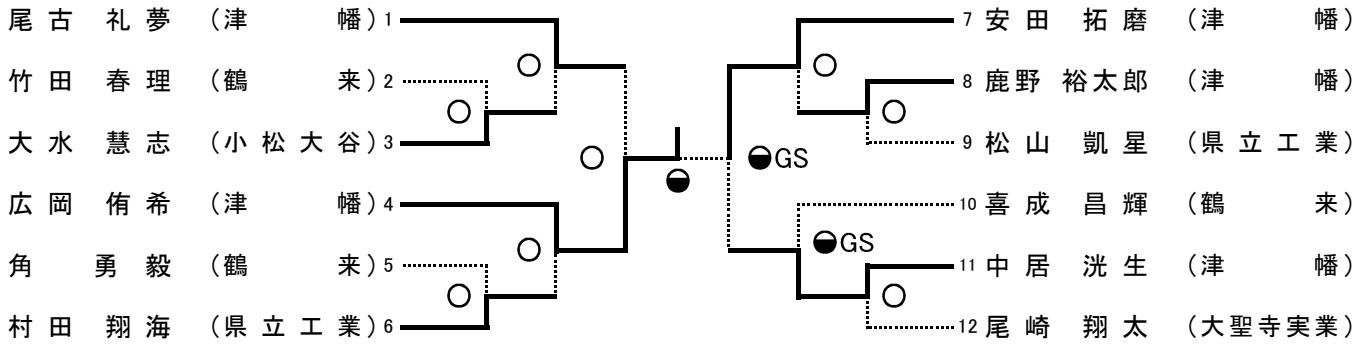 尾古 礼夢 (津幡) 1
竹田 春理 (鶴来) 2
大水 慧志 (小松大谷) 3
広岡 侑希 (津幡) 4
角 勇毅 (鶴来) 5
村田 翔海 (県立工業) 6
GS
GS
7 安田 拓磨 (津幡)
8 鹿野 裕太郎 (津幡)
9 松山 凱星 (県立工業)
10 喜成 昌輝 (鶴来)
11 中居 洸生 (津幡)
12 尾崎 翔太 (大聖寺実業)